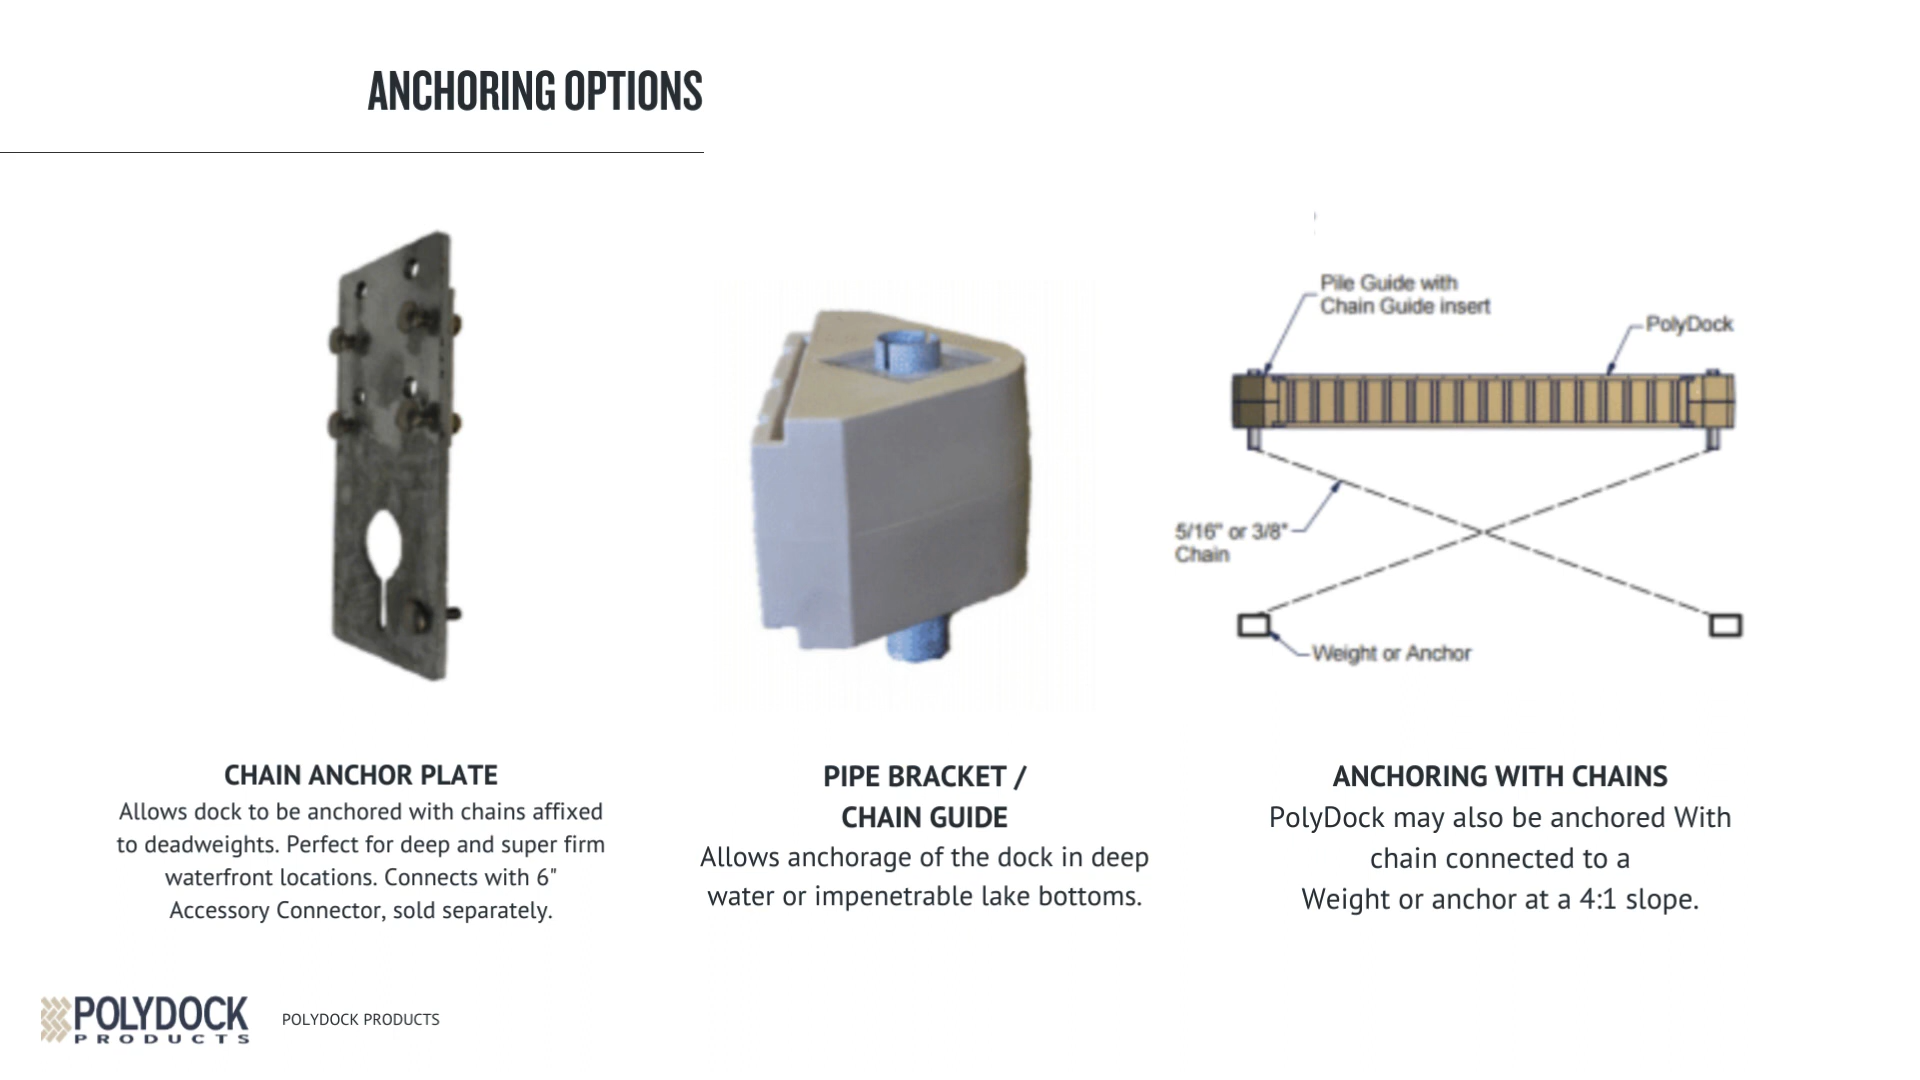 ANCHORING OPTIONS
Pile Guide with
Chain Guide insert
PolyDock
5/16" or 3/8"
Chain
Weight or Anchor
CHAIN ANCHOR PLATE
Allows dock to be anchored with chains affixed
to deadweights. Perfect for deep and super firm
waterfront locations. Connects with 6"
Accessory Connector, sold separately.
PIPE BRACKET /
CHAIN GUIDE
Allows anchorage of the dock in deep
water or impenetrable lake bottoms.
ANCHORING WITH CHAINS
PolyDock may also be anchored With
chain connected to a
Weight or anchor at a 4:1 slope.
POLYDOCK
PRODUCTS
POLYDOCK PRODUCTS